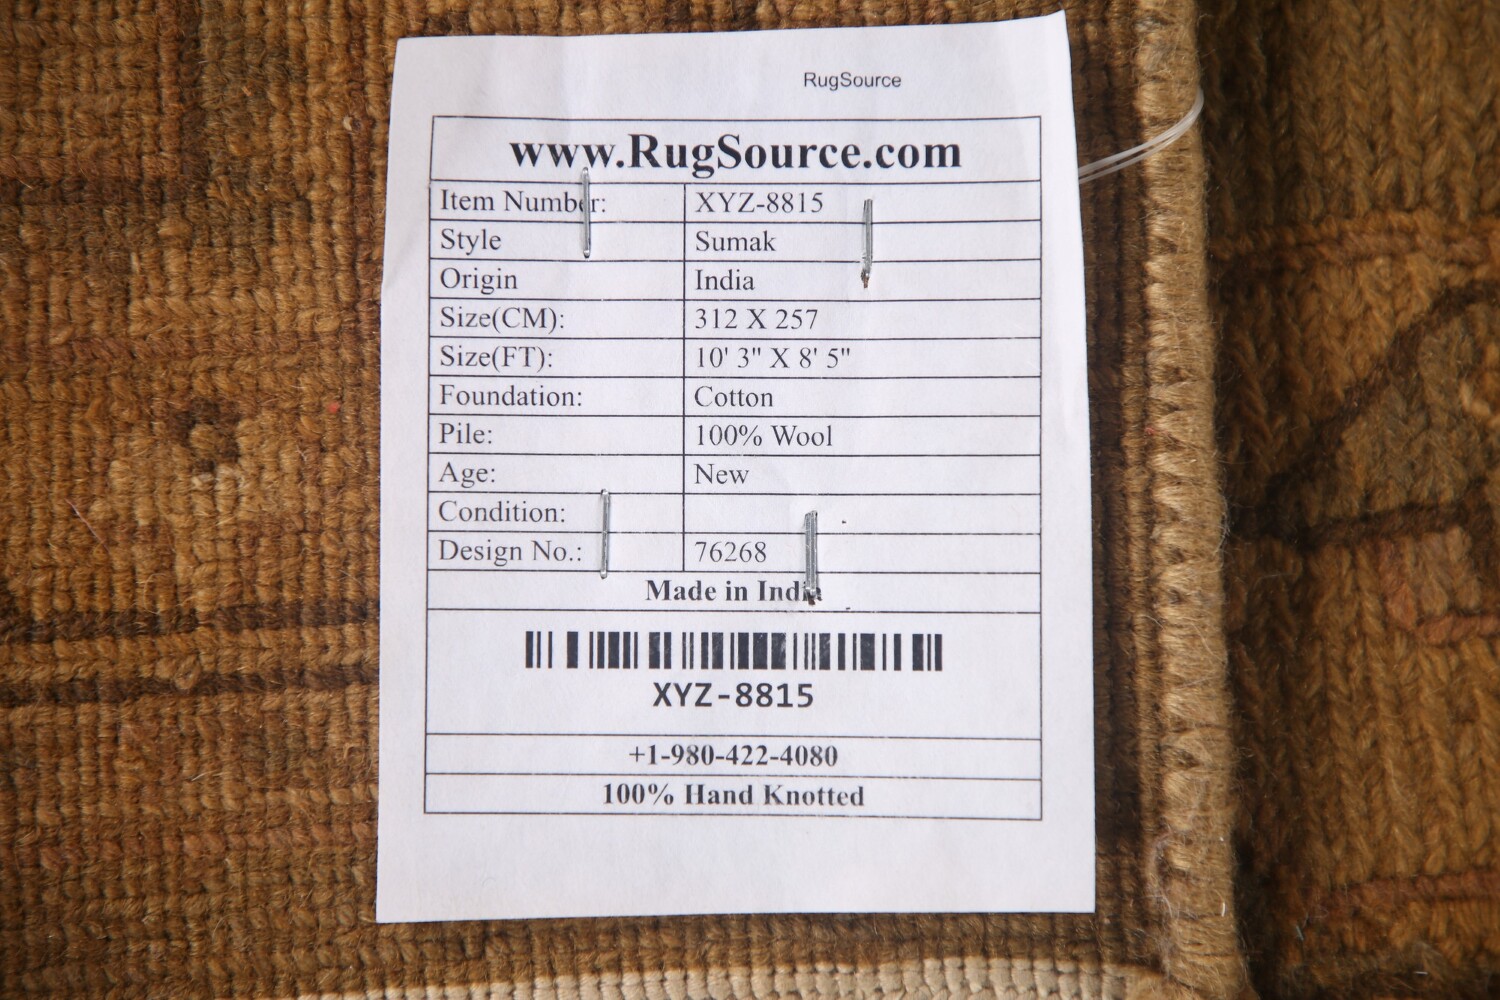 RugSource
www.RugSource.com
Item Number: XYZ-8815
Style Sumak
Origin India
Size(CM): 312 X 257
Size(FT): 10' 3" X 8' 5"
Foundation: Cotton
Pile: 100% Wool
Age: New
Condition:
Design No.: 76268
Made in India
XYZ-8815
+1-980-422-4080
100% Hand Knotted